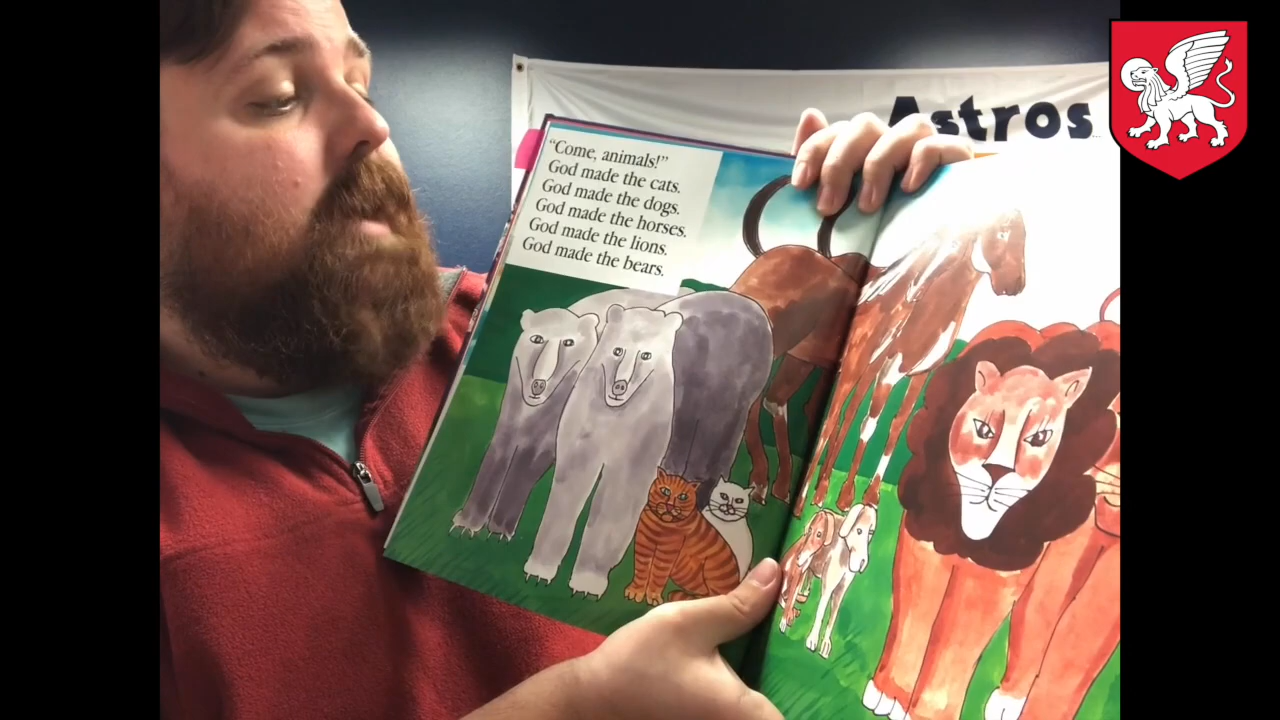 Astros
“Come, animals!”
God made the cats.
God made the dogs.
God made the horses.
God made the lions.
God made the bears.